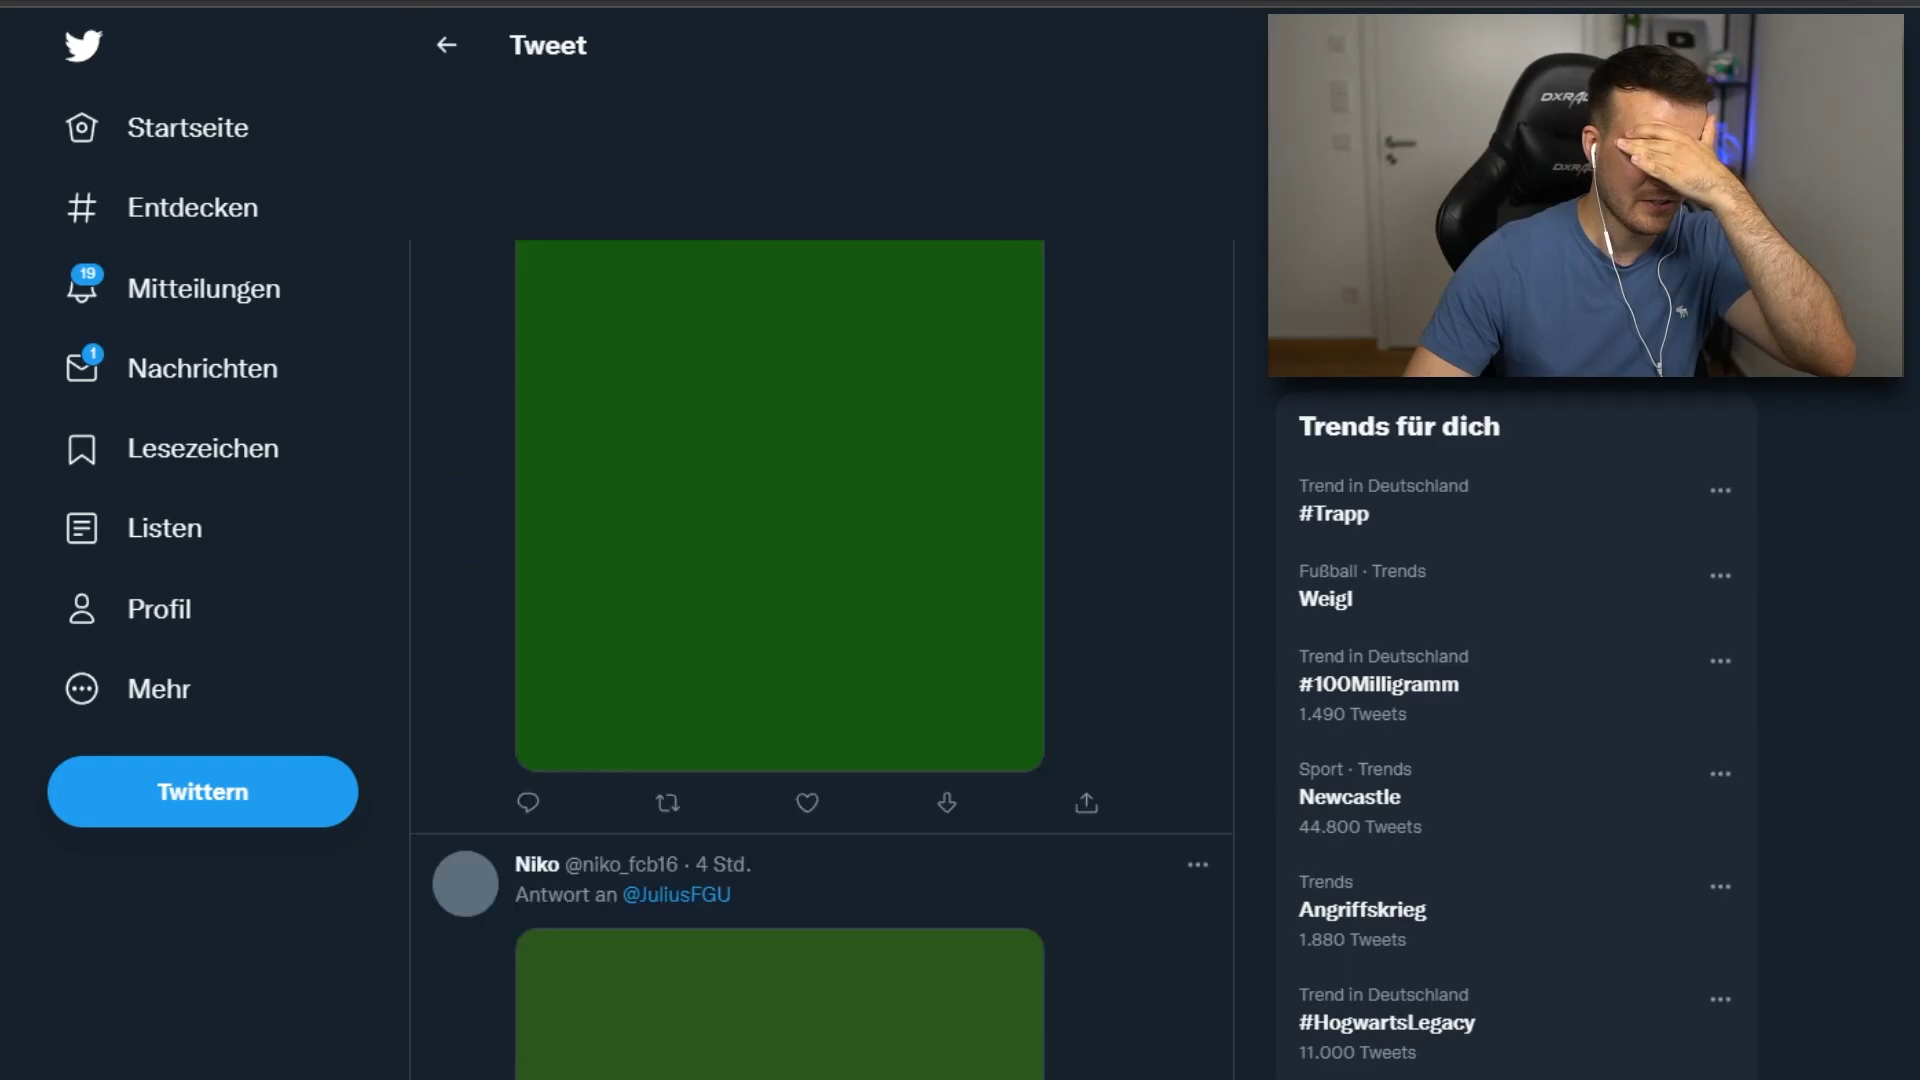 Tweet
Startseite
Entdecken
19
Mitteilungen
1
Nachrichten
Lesezeichen
Listen
Profil
Mehr
Twittern
Niko @niko_fcb16 · 4 Std.
Antwort an @JuliusFGU
Trends für dich
Trend in Deutschland
#Trapp
Fußball · Trends
Weigl
Trend in Deutschland
#100Milligramm
1.490 Tweets
Sport · Trends
Newcastle
44.800 Tweets
Trends
Angriffskrieg
1.880 Tweets
Trend in Deutschland
#HogwartsLegacy
11.000 Tweets